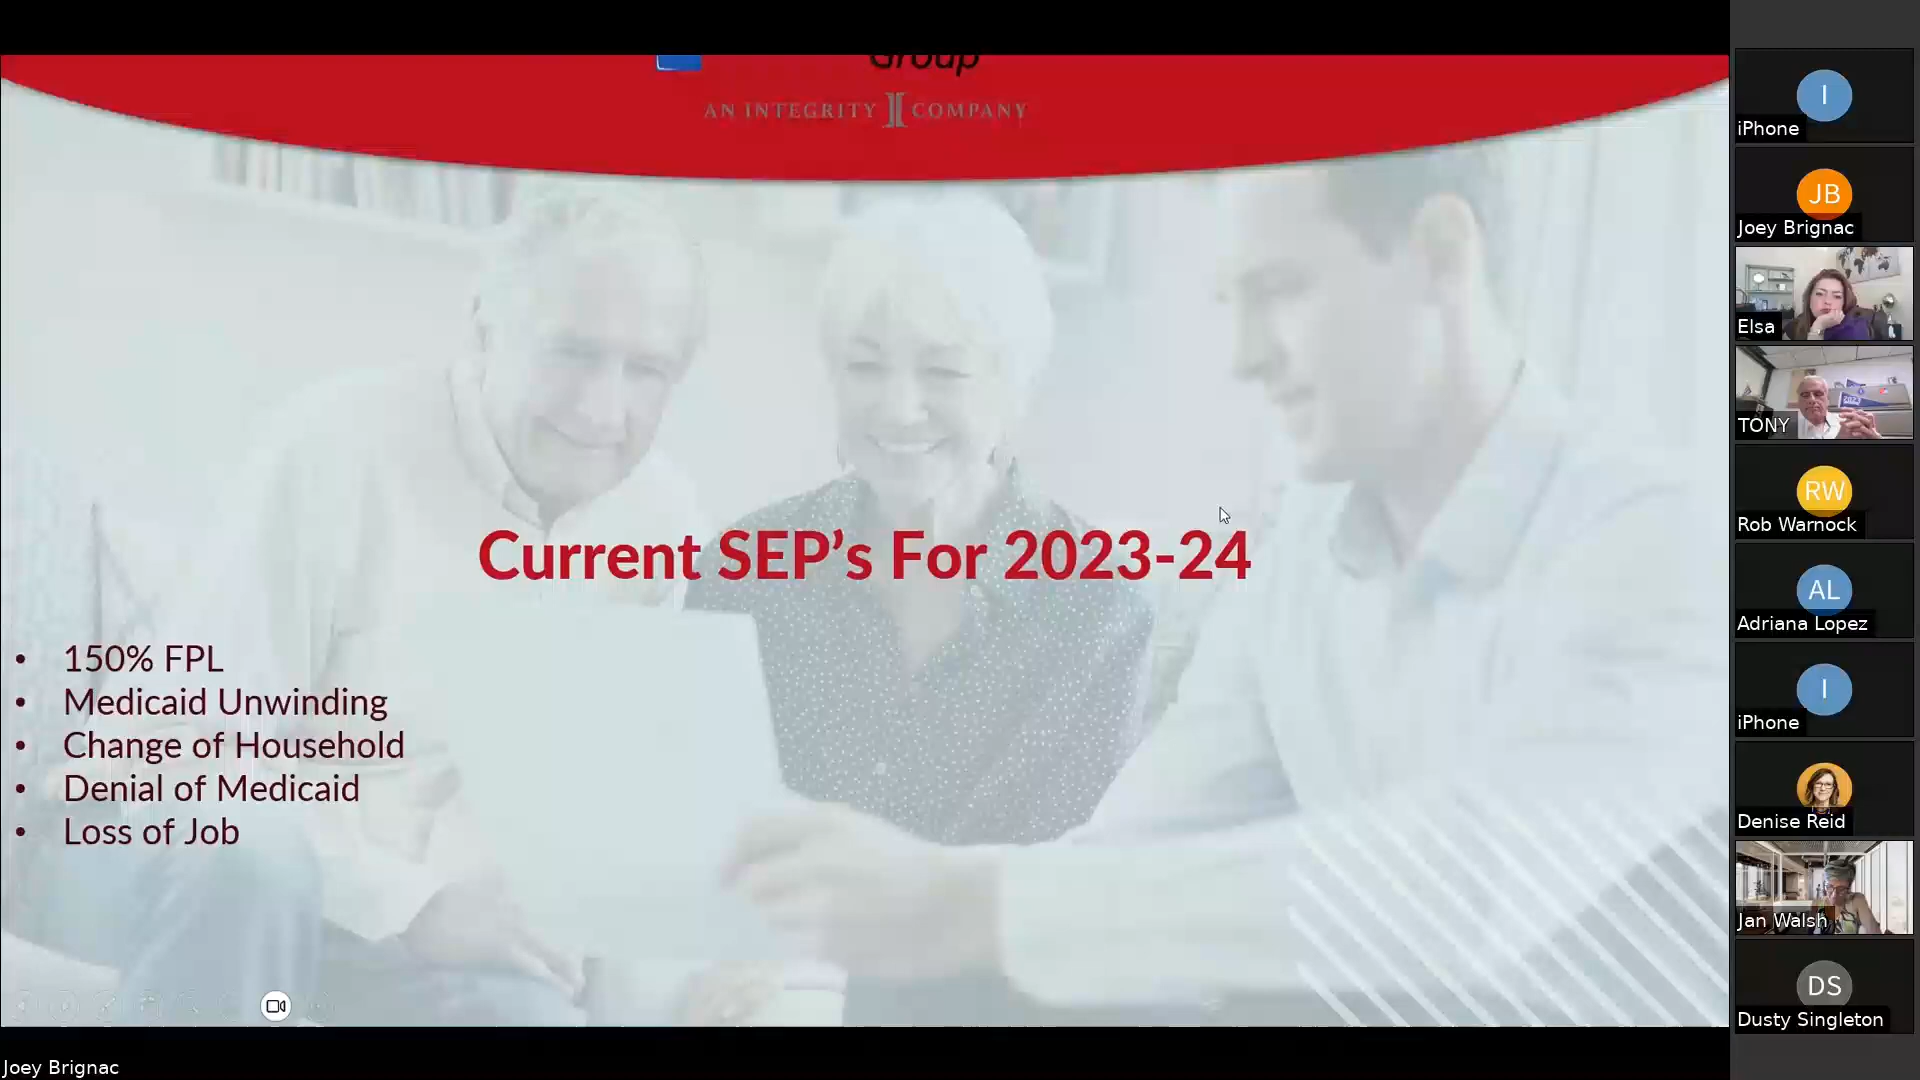 Group
AN INTEGRITY COMPANY
Current SEP’s For 2023-24
• 150% FPL
• Medicaid Unwinding
• Change of Household
• Denial of Medicaid
• Loss of Job
Joey Brignac
I
iPhone
JB
Joey Brignac
Elsa
TONY
RW
Rob Warnock
AL
Adriana Lopez
I
iPhone
Denise Reid
Jan Walsh
DS
Dusty Singleton